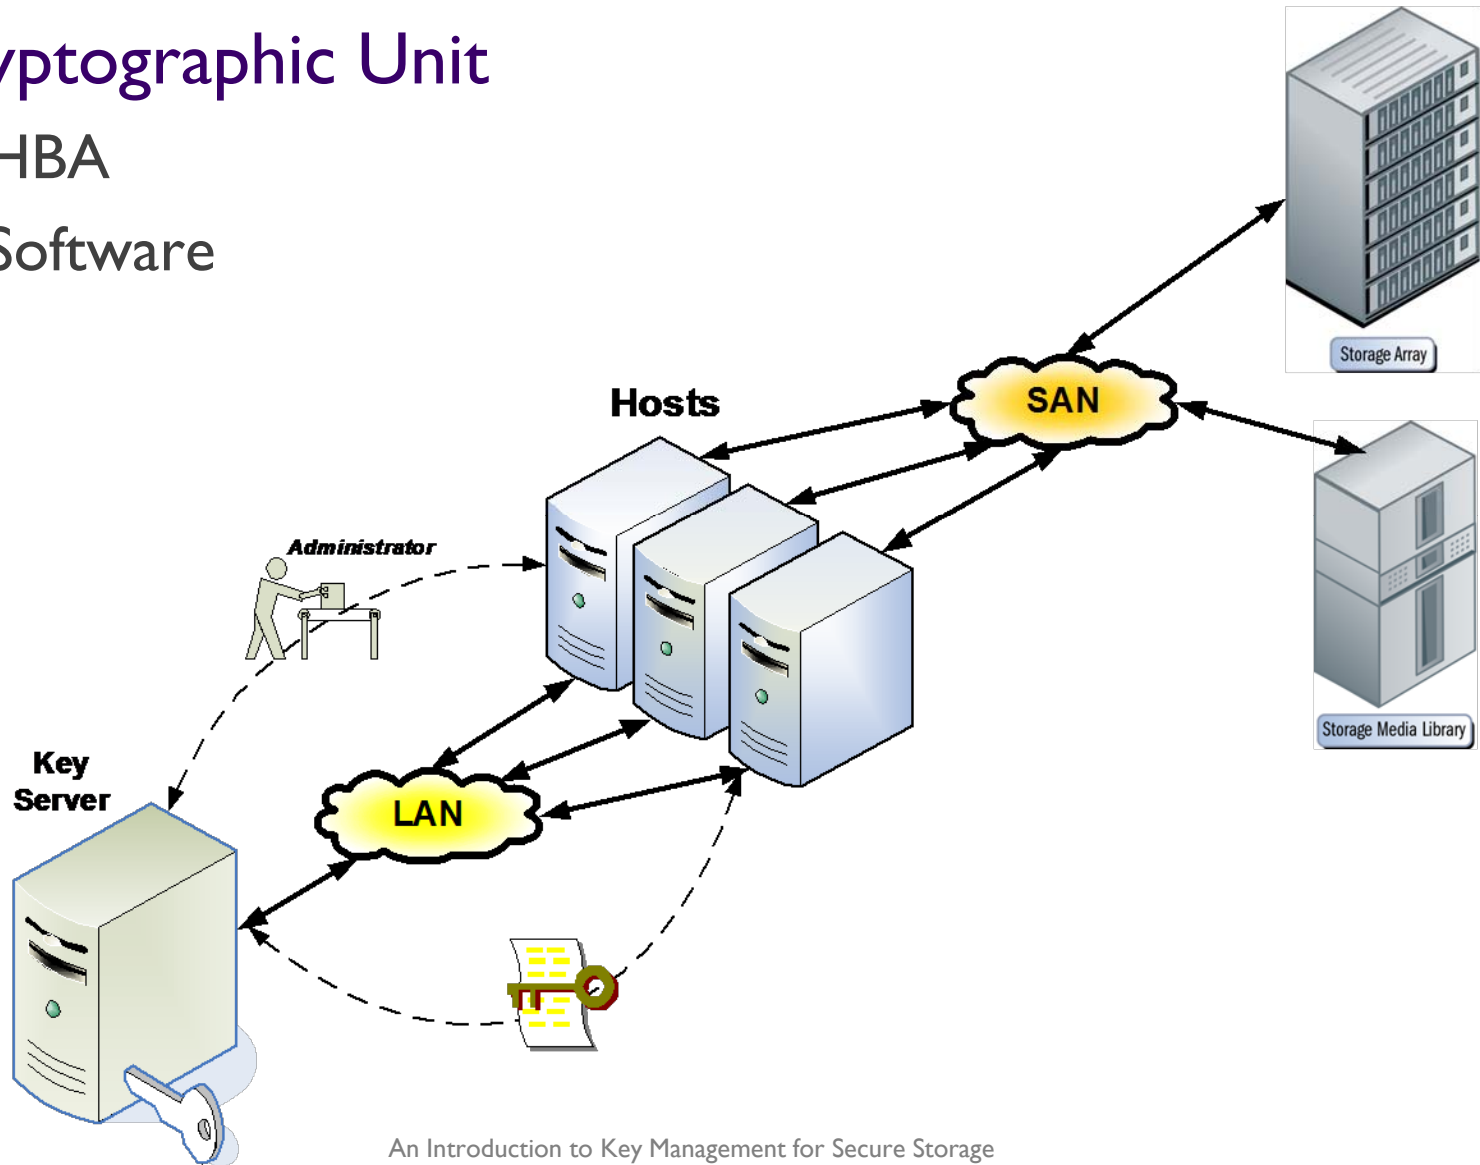 yptographic Unit
HBA
Software
Storage Array
SAN
Hosts
Storage Media Library
Administrator
Key
Server
LAN
An Introduction to Key Management for Secure Storage